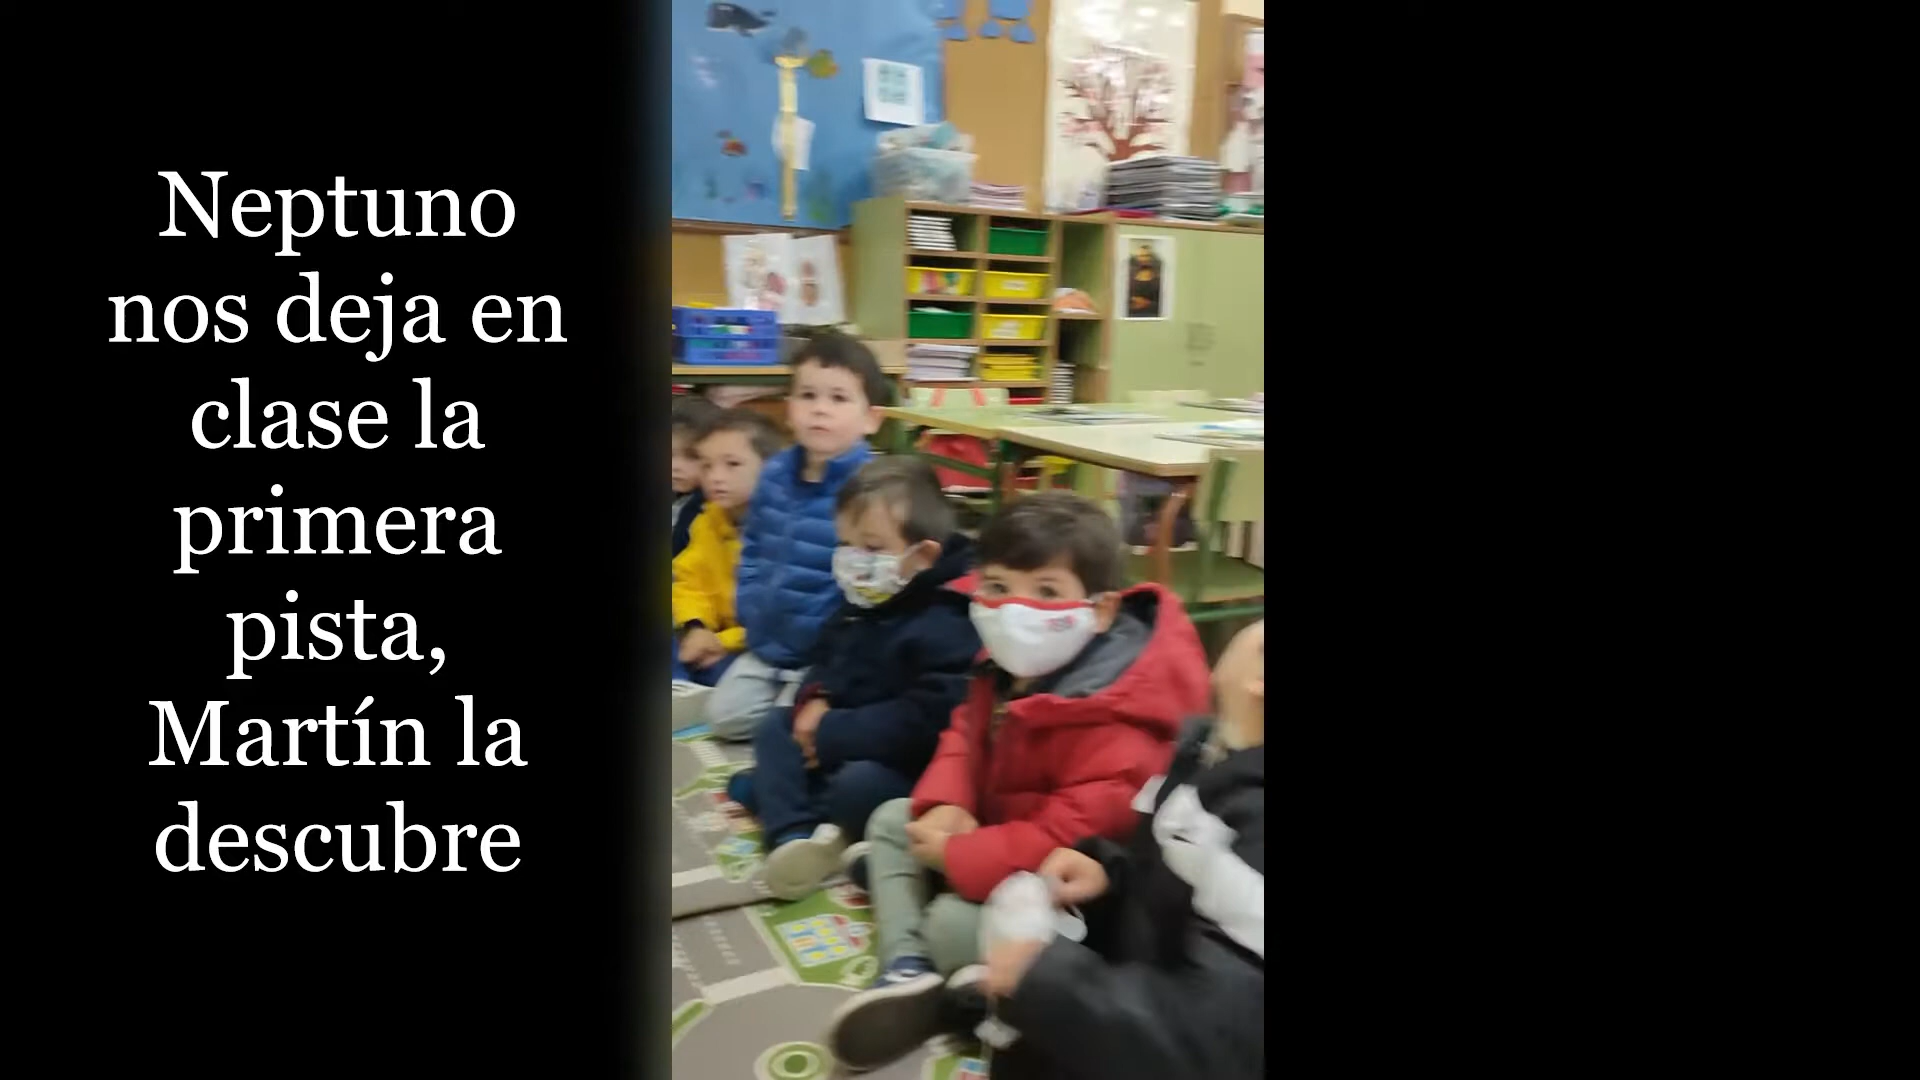 Neptuno
nos deja en
clase la
primera
pista,
Martín la
descubre